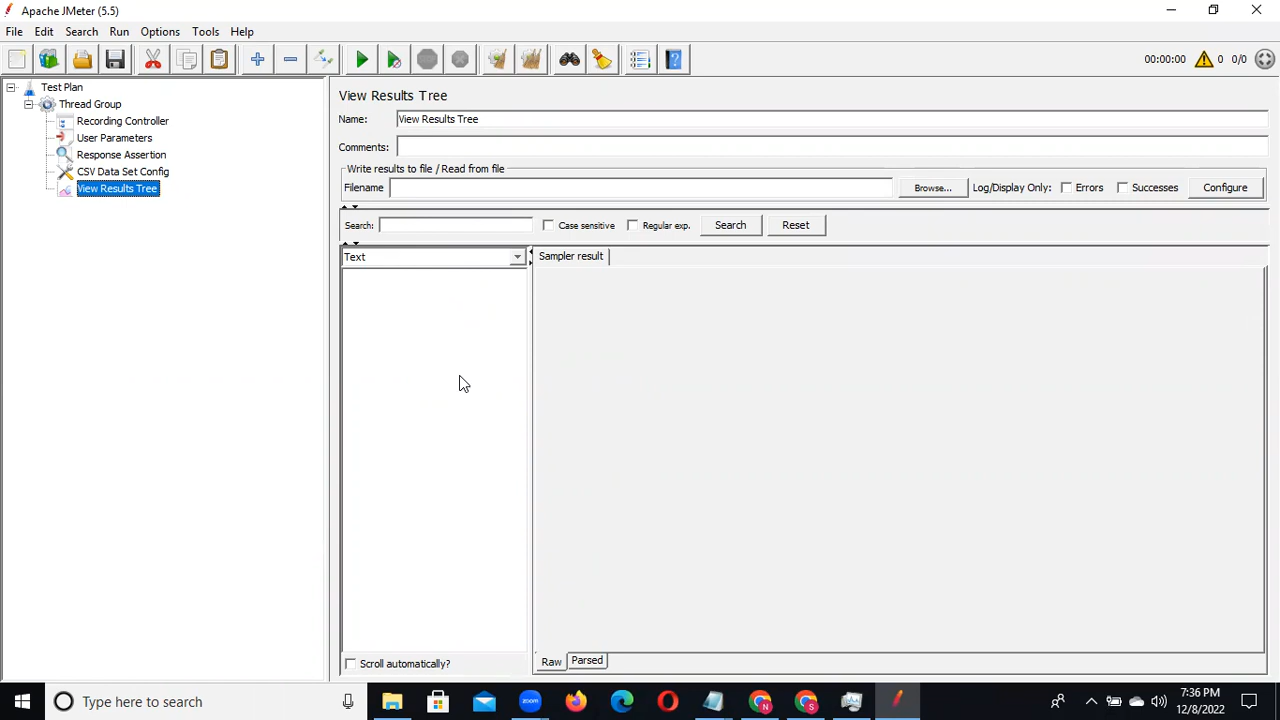 Apache JMeter (5.5)
File Edit Search Run Options Tools Help
00:00:00 0 0/0
Test Plan
Thread Group
Recording Controller
User Parameters
Response Assertion
CSV Data Set Config
View Results Tree
View Results Tree
Name: View Results Tree
Comments:
Write results to file / Read from file
Filename Browse... Log/Display Only: Errors Successes Configure
Search: Case sensitive Regular exp. Search Reset
Text
Sampler result
Scroll automatically?
Raw Parsed
Type here to search
zoom
N
S
7:36 PM
12/8/2022